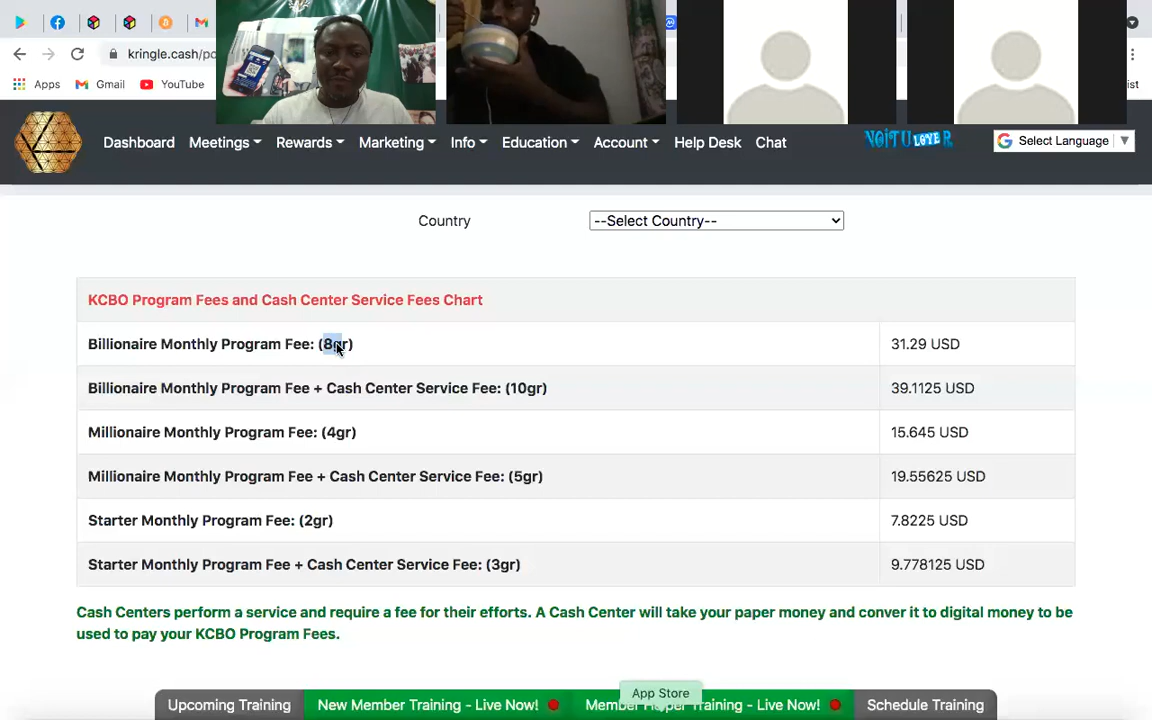 kringle.cash/po
Apps Gmail YouTube ist
Dashboard Meetings Rewards Marketing Info Education Account Help Desk Chat Select Language
Country --Select Country--
KCBO Program Fees and Cash Center Service Fees Chart
Billionaire Monthly Program Fee: (8gr) 31.29 USD
Billionaire Monthly Program Fee + Cash Center Service Fee: (10gr) 39.1125 USD
Millionaire Monthly Program Fee: (4gr) 15.645 USD
Millionaire Monthly Program Fee + Cash Center Service Fee: (5gr) 19.55625 USD
Starter Monthly Program Fee: (2gr) 7.8225 USD
Starter Monthly Program Fee + Cash Center Service Fee: (3gr) 9.778125 USD
Cash Centers perform a service and require a fee for their efforts. A Cash Center will take your paper money and conver it to digital money to be
used to pay your KCBO Program Fees.
App Store
Upcoming Training New Member Training - Live Now! Member Helper Training - Live Now! Schedule Training